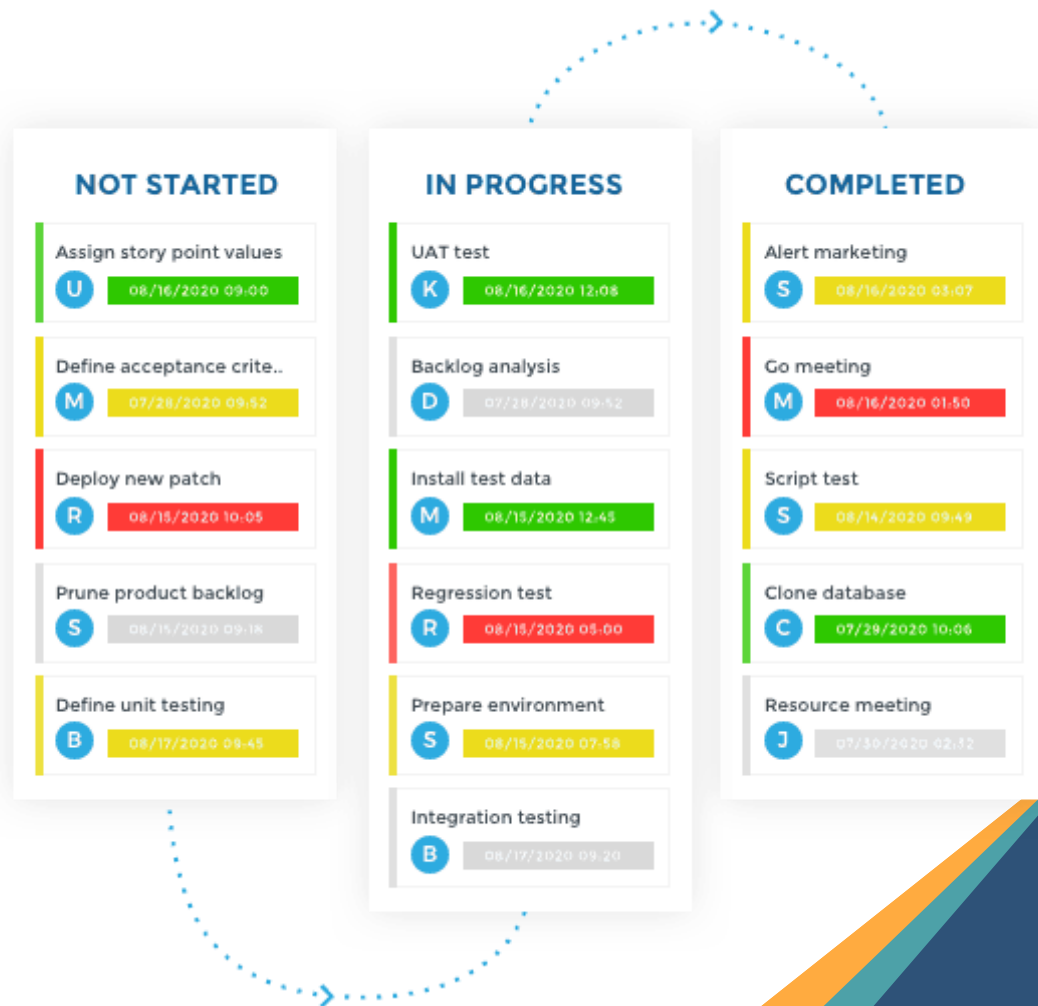 NOT STARTED
Assign story point values
U
08/16/2020 09:00
Define acceptance crite..
M
07/28/2020 09:52
Deploy new patch
R
08/15/2020 10:05
Prune product backlog
S
08/15/2020 09:18
Define unit testing
B
08/17/2020 09:45
IN PROGRESS
UAT test
K
08/16/2020 12:08
Backlog analysis
D
07/28/2020 09:52
Install test data
M
08/15/2020 12:45
Regression test
R
08/15/2020 05:00
Prepare environment
S
08/15/2020 07:58
Integration testing
B
08/17/2020 09:20
COMPLETED
Alert marketing
S
08/16/2020 03:07
Go meeting
M
08/16/2020 01:50
Script test
S
08/14/2020 09:49
Clone database
C
07/29/2020 10:06
Resource meeting
J
07/30/2020 02:32